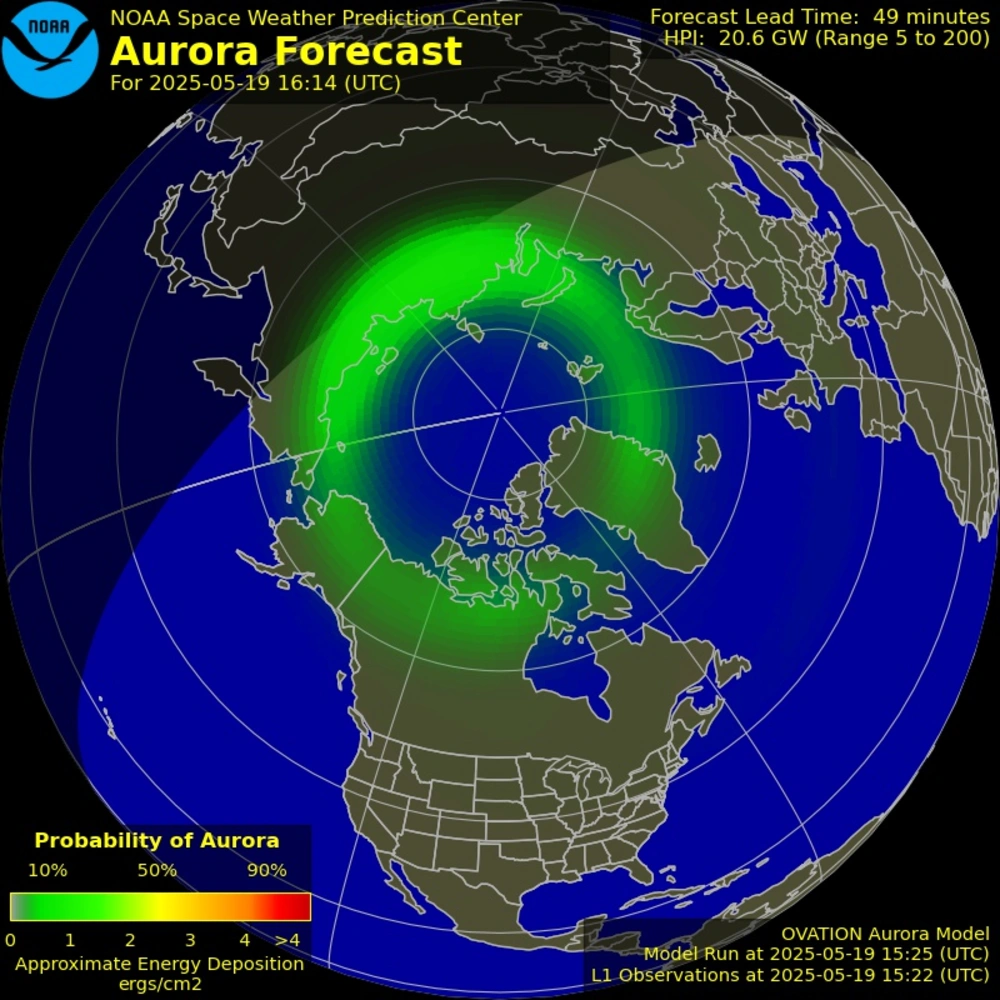 NOAA
NOAA Space Weather Prediction Center
Aurora Forecast
For 2025-05-19 16:14 (UTC)
Forecast Lead Time: 49 minutes
HPI: 20.6 GW (Range 5 to 200)
Probability of Aurora
10% 50% 90%
0 1 2 3 4 >4
Approximate Energy Deposition
ergs/cm2
OVATION Aurora Model
Model Run at 2025-05-19 15:25 (UTC)
L1 Observations at 2025-05-19 15:22 (UTC)